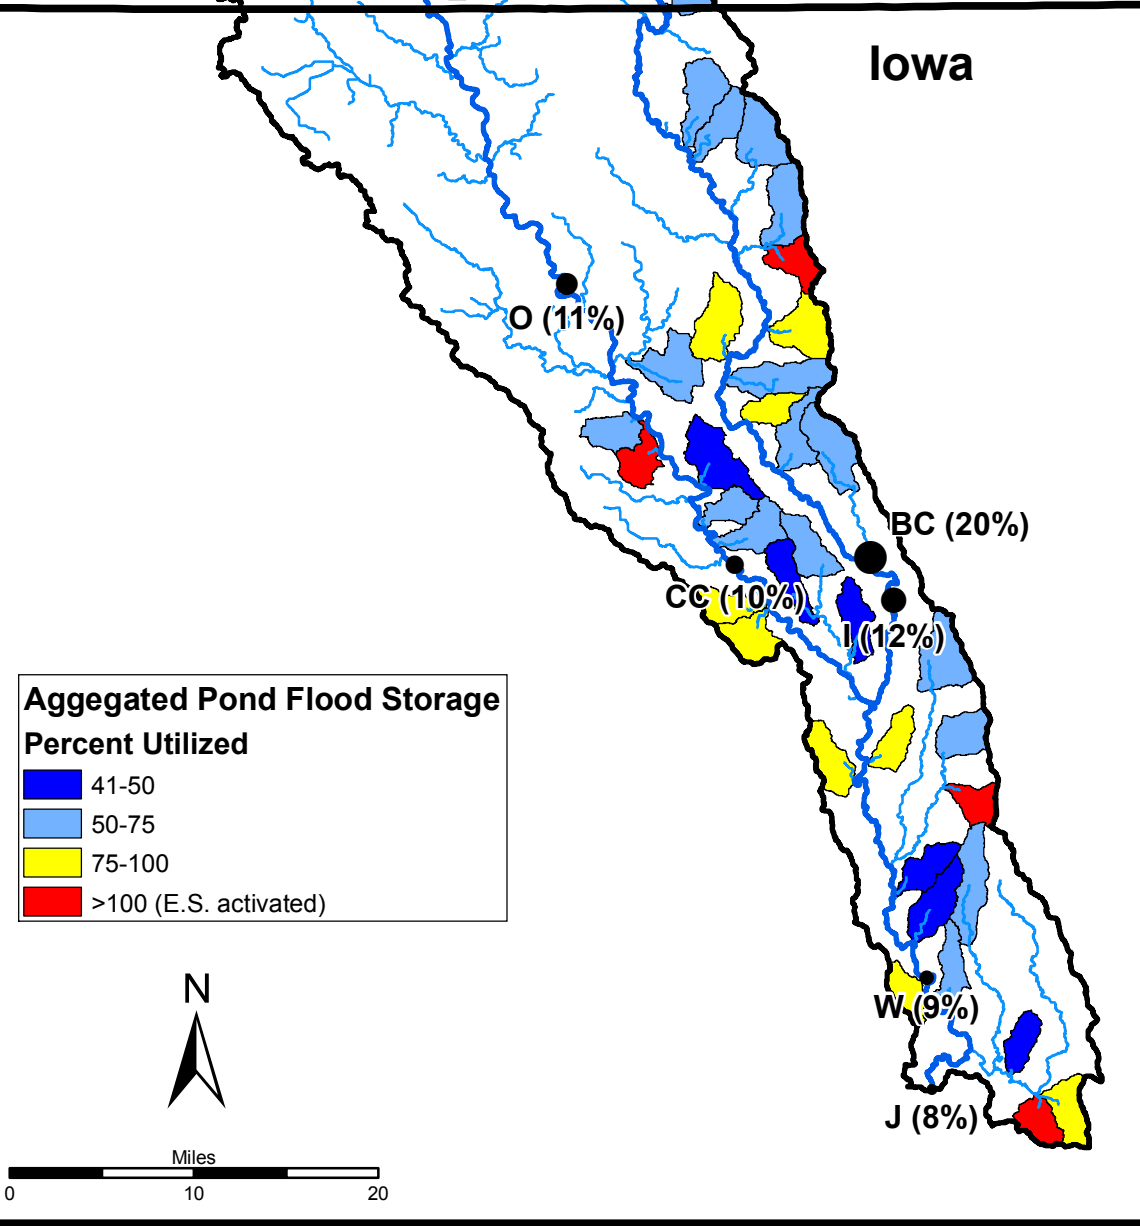 Iowa
O (11%)
BC (20%)
CC (10%)
I (12%)
Aggegated Pond Flood Storage
Percent Utilized
41-50
50-75
75-100
>100 (E.S. activated)
N
W (9%)
J (8%)
Miles
0 10 20